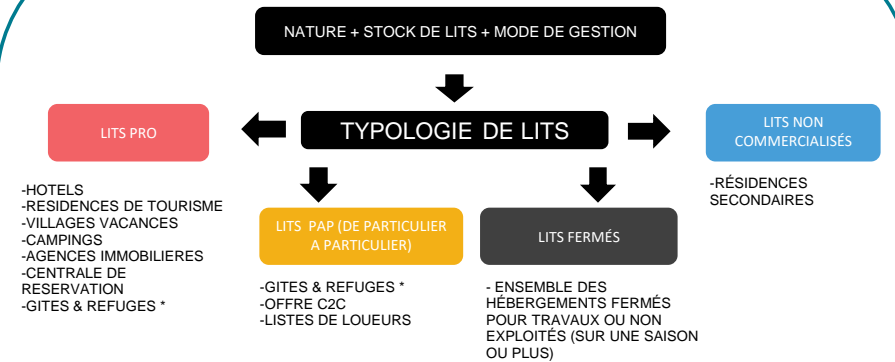 NATURE + STOCK DE LITS + MODE DE GESTION
TYPOLOGIE DE LITS
LITS PRO
-HOTELS
-RESIDENCES DE TOURISME
-VILLAGES VACANCES
-CAMPINGS
-AGENCES IMMOBILIERES
-CENTRALE DE
RESERVATION
-GITES & REFUGES *
LITS PAP (DE PARTICULIER
A PARTICULIER)
-GITES & REFUGES *
-OFFRE C2C
-LISTES DE LOUEURS
LITS FERMÉS
- ENSEMBLE DES
HÉBERGEMENTS FERMÉS
POUR TRAVAUX OU NON
EXPLOITÉS (SUR UNE SAISON
OU PLUS)
LITS NON
COMMERCIALISÉS
-RÉSIDENCES
SECONDAIRES